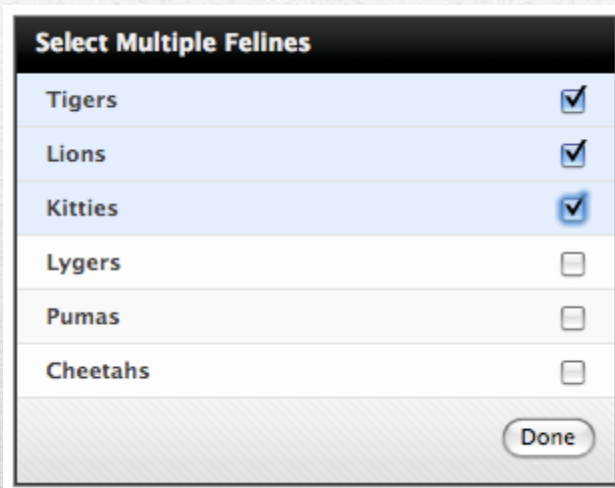 Select Multiple Felines
Tigers
Lions
Kitties
Lygers
Pumas
Cheetahs
Done